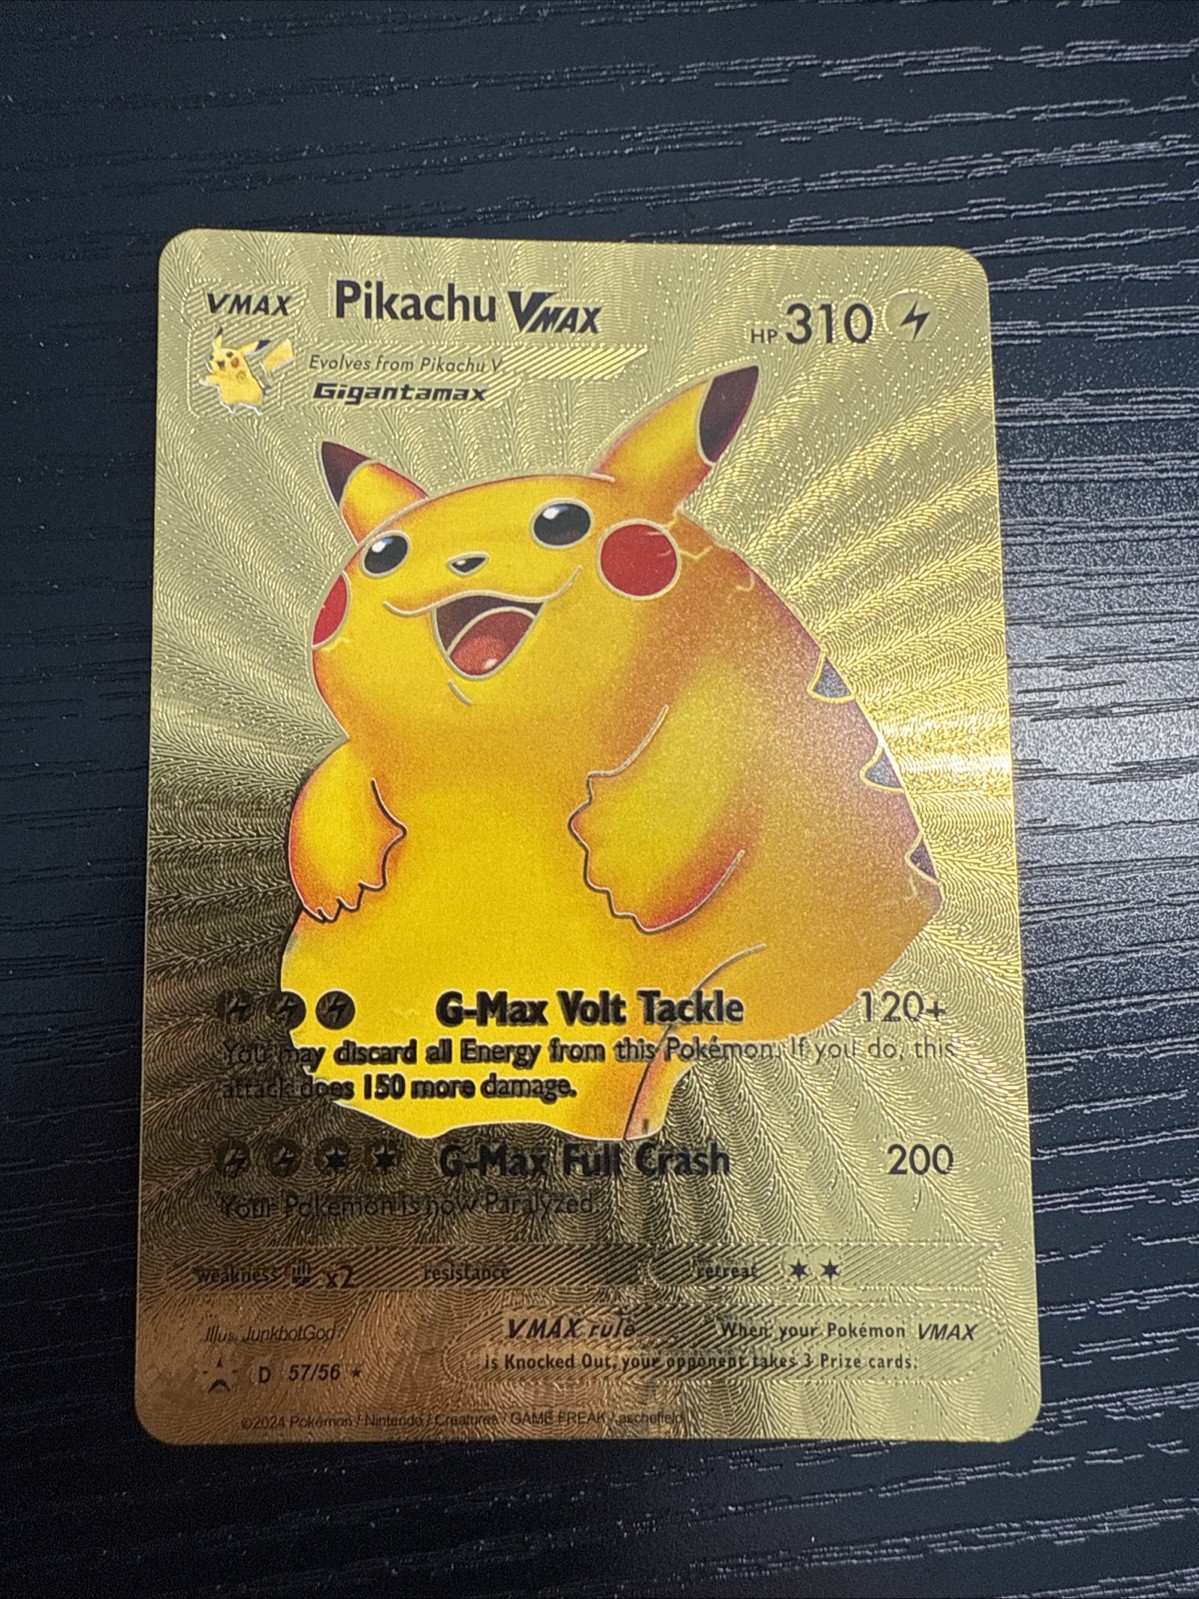 VMAX Pikachu VMAX HP 310
Evolves from Pikachu V
Gigantamax
G-Max Volt Tackle 120+
You may discard all Energy from this Pokémon. If you do, this
attack does 150 more damage.
G-Max Full Crash 200
Your Pokémon is now Paralyzed.
weakness x2 resistance retreat
Illus. JunkbotGod VMAX rule When your Pokémon VMAX
is Knocked Out, your opponent takes 3 Prize cards.
D 57/56
©2024 Pokémon / Nintendo / Creatures / GAME FREAK /